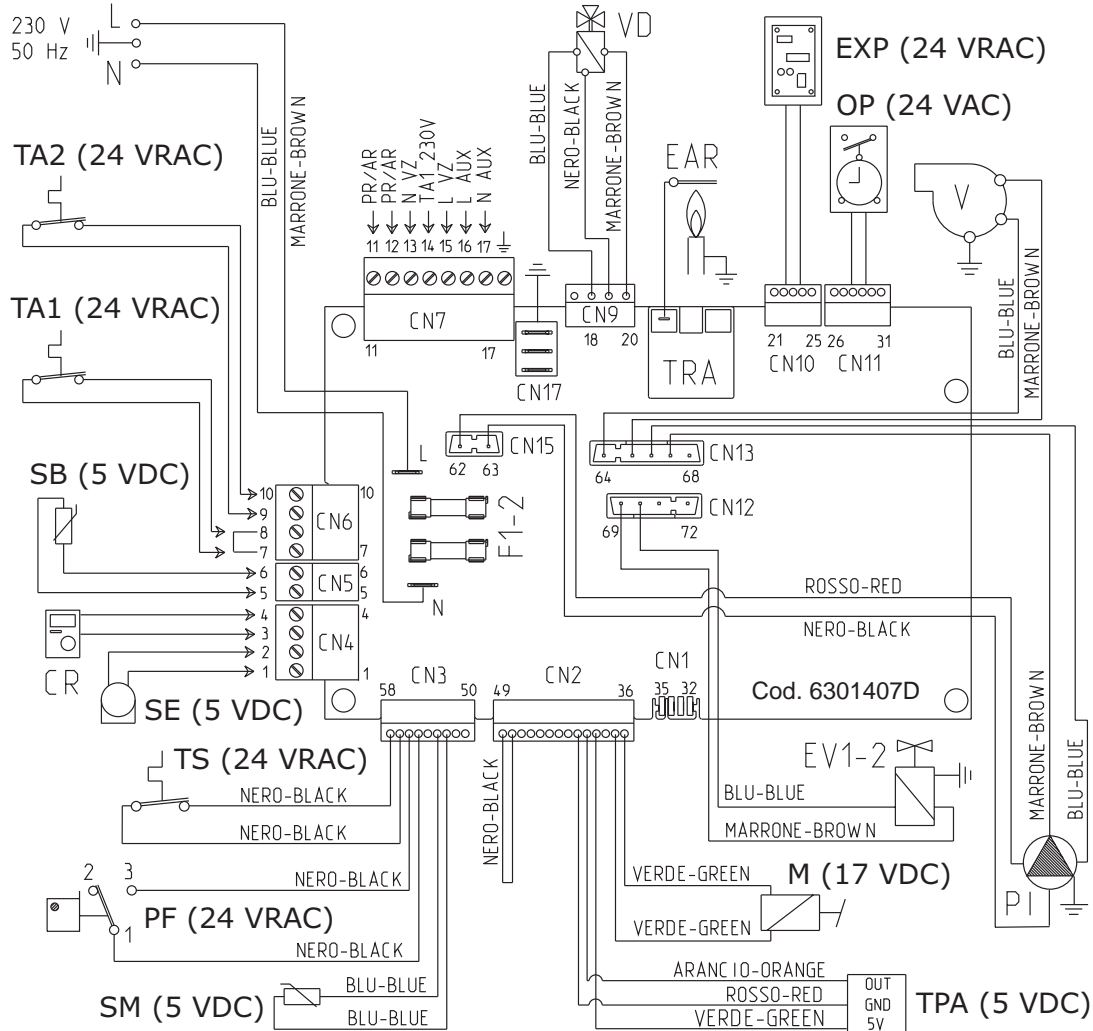 230 V
50 Hz
L
N
BLU-BLUE
MARRONE-BROWN
VD
BLU-BLUE
NERO-BLACK
MARRONE-BROWN
EAR
EXP (24 VRAC)
OP (24 VAC)
V
BLU-BLUE
MARRONE-BROWN
TA2 (24 VRAC)
TA1 (24 VRAC)
SB (5 VDC)
CR
SE (5 VDC)
PR/AR
PR/AR
N VZ
TA1 230V
L VZ
L AUX
N AUX
11 12 13 14 15 16 17
CN7
11 17
CN17
CN9
18 20
TRA
21 25
CN10
26 31
CN11
CN15
62 63
CN13
64 68
CN12
69 72
L
F1-2
N
10 10
9
8
7 7
CN6
6 6
5 5
CN5
4 4
3
2
1 1
CN4
ROSSO-RED
NERO-BLACK
58 CN3 50
49 CN2 36
CN1
35 32
Cod. 6301407D
TS (24 VRAC)
NERO-BLACK
NERO-BLACK
NERO-BLACK
EV1-2
BLU-BLUE
MARRONE-BROWN
MARRONE-BROWN
BLU-BLUE
PI
2 3
1
PF (24 VRAC)
NERO-BLACK
NERO-BLACK
VERDE-GREEN
M (17 VDC)
VERDE-GREEN
SM (5 VDC)
BLU-BLUE
BLU-BLUE
ARANCIO-ORANGE
ROSSO-RED
VERDE-GREEN
OUT
GND
5V
TPA (5 VDC)